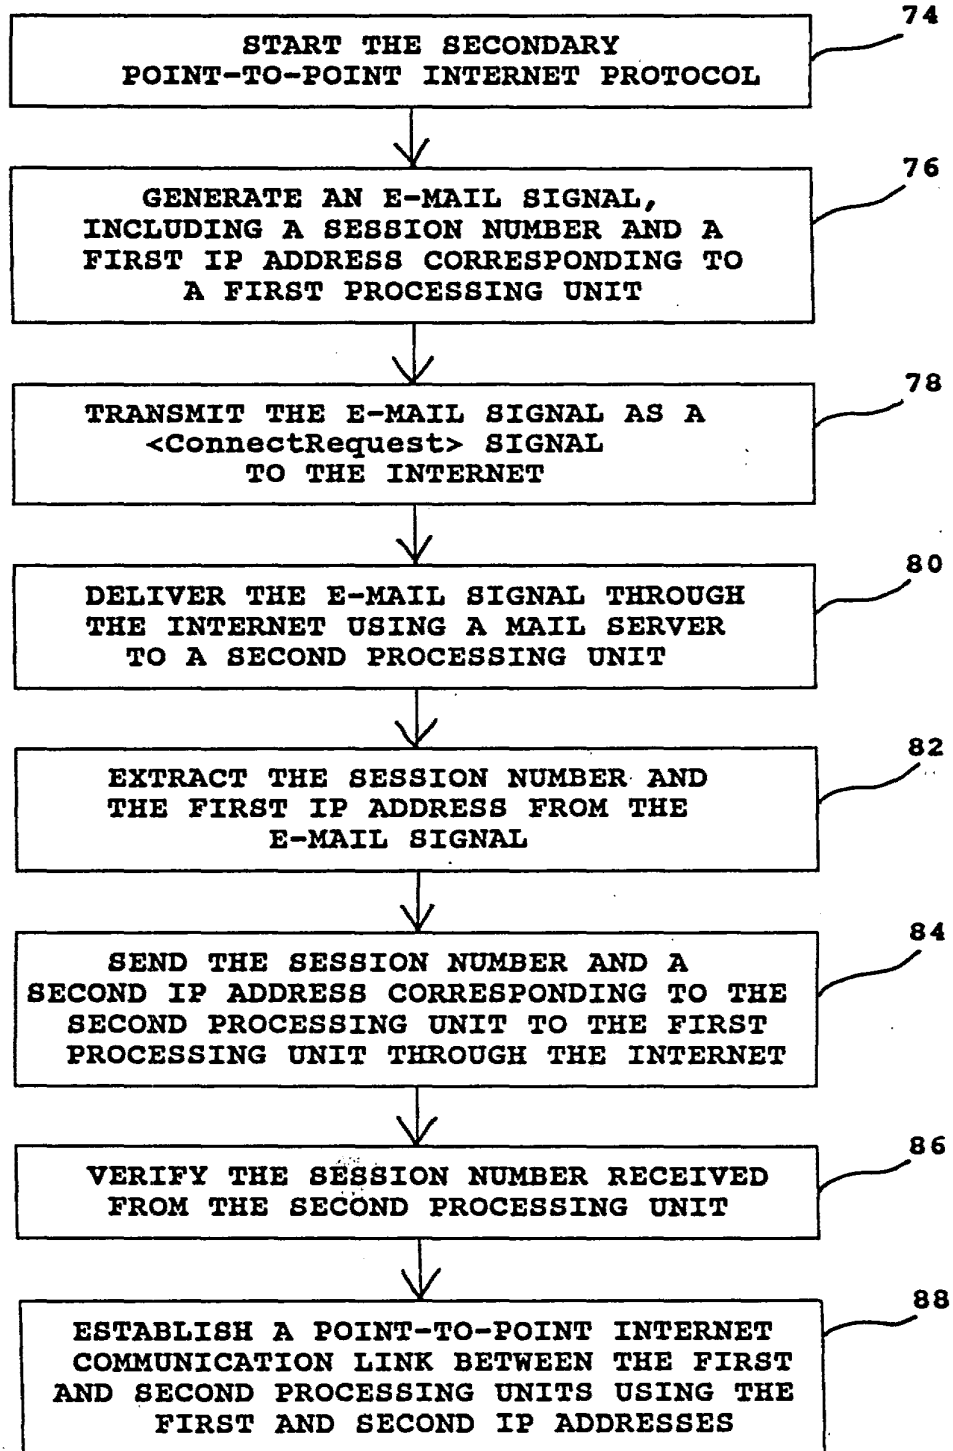 74
START THE SECONDARY
POINT-TO-POINT INTERNET PROTOCOL
76
GENERATE AN E-MAIL SIGNAL,
INCLUDING A SESSION NUMBER AND A
FIRST IP ADDRESS CORRESPONDING TO
A FIRST PROCESSING UNIT
78
TRANSMIT THE E-MAIL SIGNAL AS A
<ConnectRequest> SIGNAL
TO THE INTERNET
80
DELIVER THE E-MAIL SIGNAL THROUGH
THE INTERNET USING A MAIL SERVER
TO A SECOND PROCESSING UNIT
82
EXTRACT THE SESSION NUMBER AND
THE FIRST IP ADDRESS FROM THE
E-MAIL SIGNAL
84
SEND THE SESSION NUMBER AND A
SECOND IP ADDRESS CORRESPONDING TO THE
SECOND PROCESSING UNIT TO THE FIRST
PROCESSING UNIT THROUGH THE INTERNET
86
VERIFY THE SESSION NUMBER RECEIVED
FROM THE SECOND PROCESSING UNIT
88
ESTABLISH A POINT-TO-POINT INTERNET
COMMUNICATION LINK BETWEEN THE FIRST
AND SECOND PROCESSING UNITS USING THE
FIRST AND SECOND IP ADDRESSES